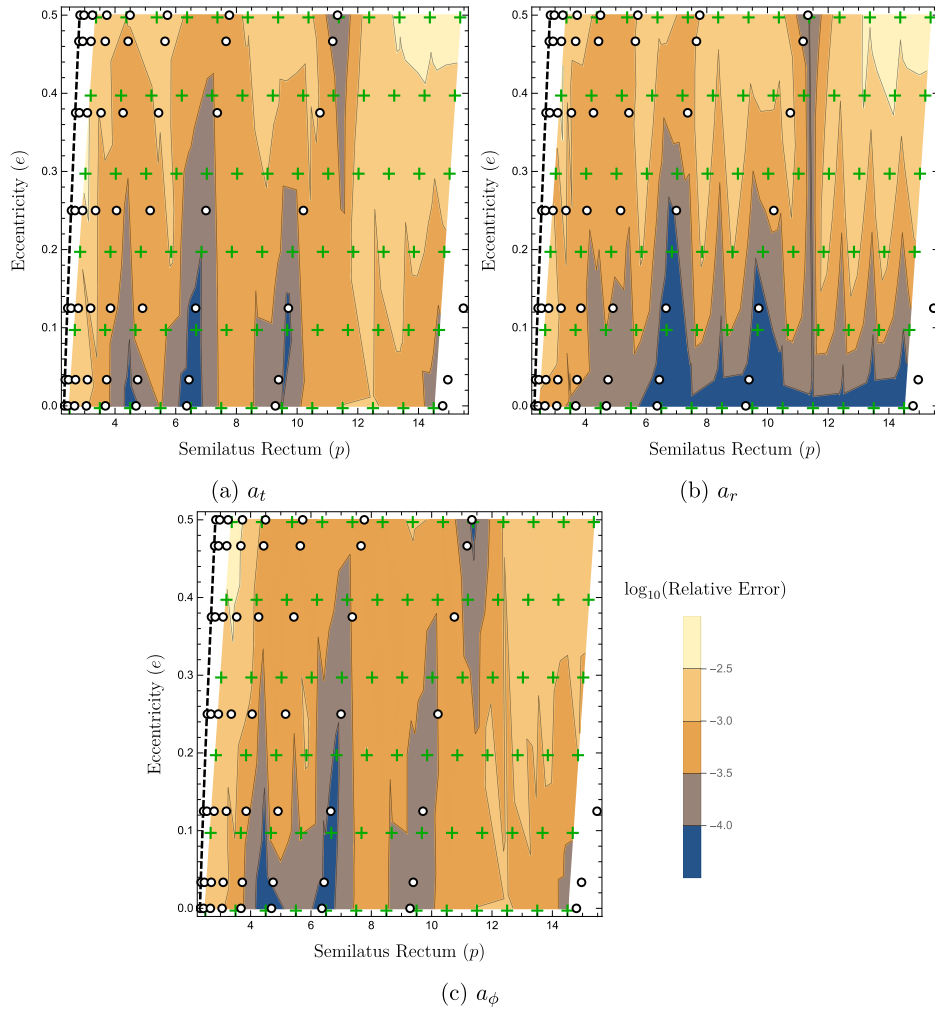 0.5
0.4
0.3
0.2
0.1
0.0
Eccentricity (e)
4 6 8 10 12 14
Semilatus Rectum (p)
(a) a_t
0.5
0.4
0.3
0.2
0.1
0.0
Eccentricity (e)
4 6 8 10 12 14
Semilatus Rectum (p)
(b) a_r
0.5
0.4
0.3
0.2
0.1
0.0
Eccentricity (e)
4 6 8 10 12 14
Semilatus Rectum (p)
(c) a_ϕ
log₁₀(Relative Error)
−2.5
−3.0
−3.5
−4.0